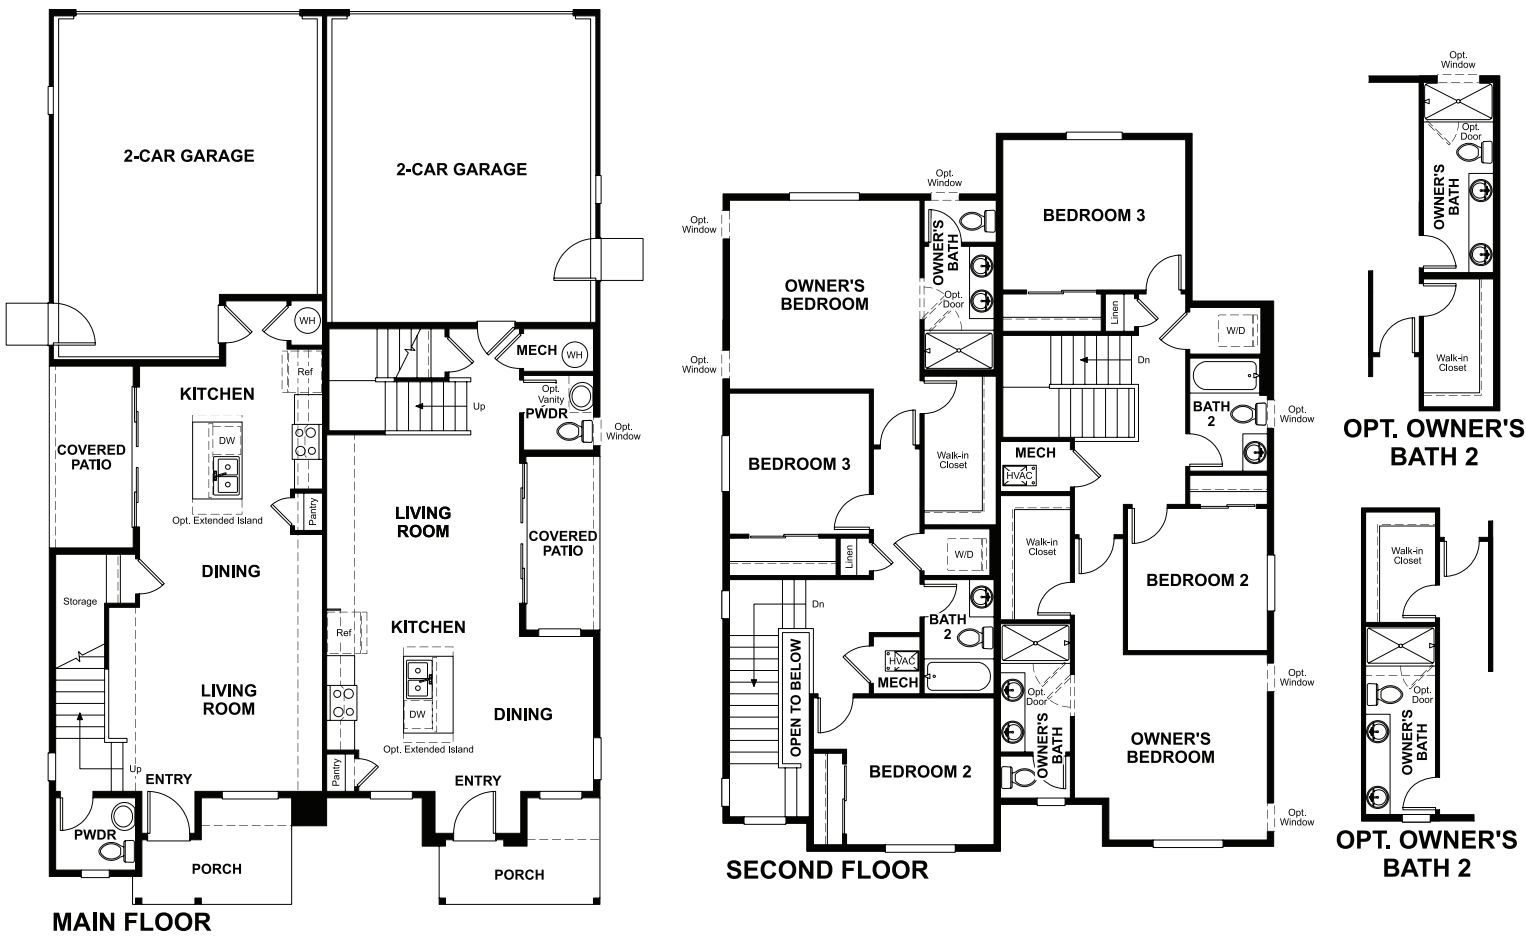 2-CAR GARAGE
2-CAR GARAGE
WH
MECH
WH
Ref
KITCHEN
DW
COVERED
PATIO
Opt. Extended Island
Pantry
Up
Opt.
Vanity
PWDR
Opt.
Window
LIVING
ROOM
COVERED
PATIO
DINING
Storage
LIVING
ROOM
Up
ENTRY
PWDR
PORCH
Ref
KITCHEN
DW
DINING
Opt. Extended Island
Pantry
ENTRY
PORCH
MAIN FLOOR
Opt.
Window
Opt.
Window
OWNER'S
BEDROOM
OWNER'S
BATH
Opt.
Door
Opt.
Window
BEDROOM 3
Walk-in
Closet
Linen
W/D
Dn
BATH
2
HVAC
MECH
OPEN TO BELOW
BEDROOM 2
BEDROOM 3
Linen
W/D
Dn
BATH
2
Opt.
Window
MECH
HVAC
Walk-in
Closet
BEDROOM 2
Opt.
Door
OWNER'S
BATH
OWNER'S
BEDROOM
Opt.
Window
Opt.
Window
SECOND FLOOR
Opt.
Window
Opt.
Door
OWNER'S
BATH
Walk-in
Closet
OPT. OWNER'S
BATH 2
Walk-in
Closet
Opt.
Door
OWNER'S
BATH
OPT. OWNER'S
BATH 2